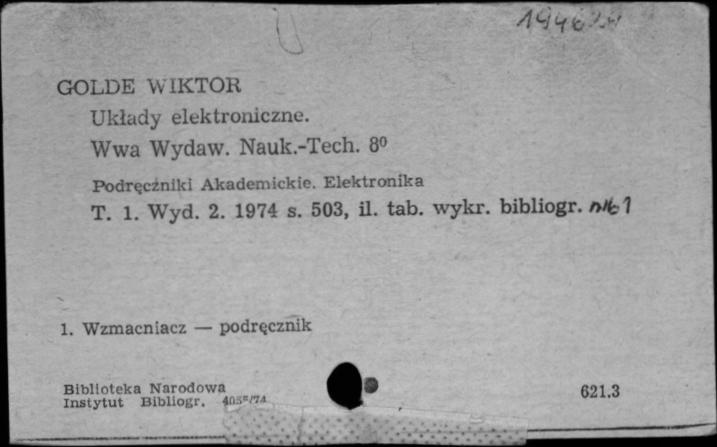 GOLDE WIKTOR
Układy elektroniczne.
Wwa Wydaw. Nauk.-Tech. 8⁰
Podręczniki Akademickie. Elektronika
T. 1. Wyd. 2. 1974 s. 503, il. tab. wykr. bibliogr.
1. Wzmacniacz — podręcznik
Biblioteka Narodowa
Instytut Bibliogr.
621.3